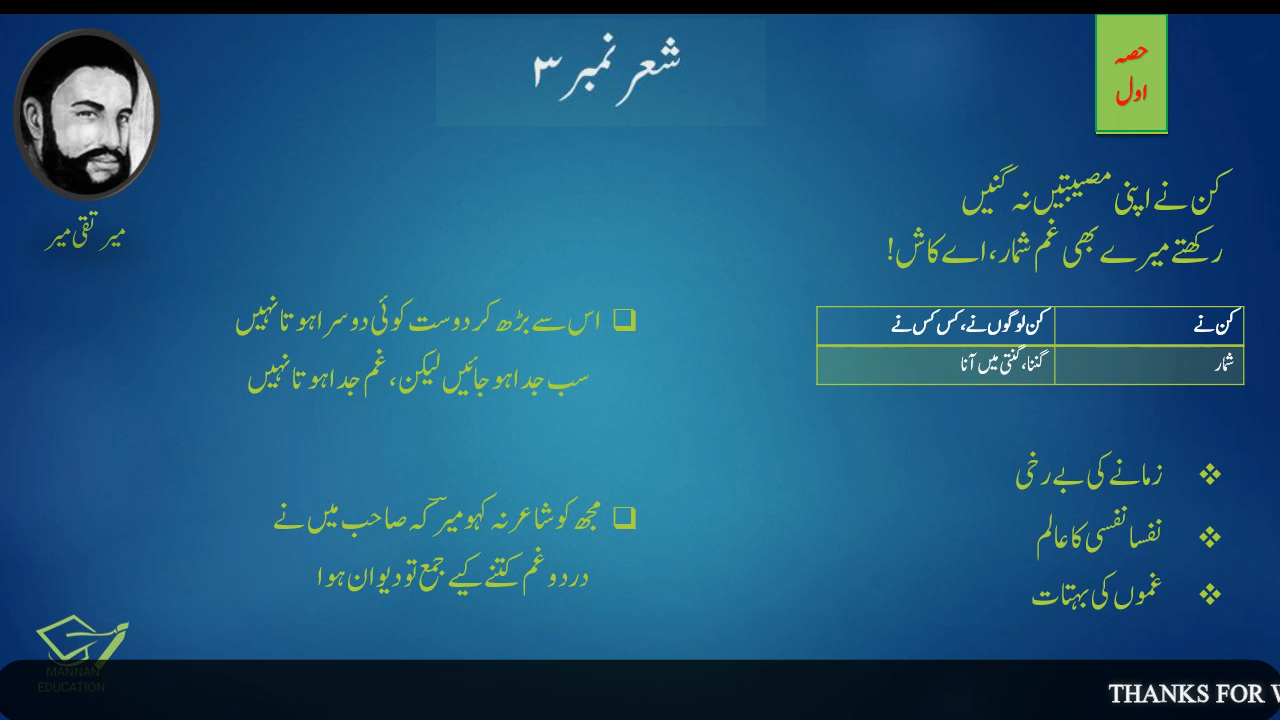 شعر نمبر ۳
حصہ
اول
میر تقی میر
کن نے اپنی مصیبتیں نہ گنیں
رکھتے میرے بھی غم شمار، اے کاش!
کن نے
کن لوگوں نے، کس کس نے
شمار
گننا، گنتی میں آنا
❖ زمانے کی بے رخی
❖ نفسا نفسی کا عالم
❖ غموں کی بہتات
❑ اس سے بڑھ کر دوست کوئی دوسرا ہوتا نہیں
سب جدا ہو جائیں لیکن، غم جدا ہوتا نہیں
❑ مجھ کو شاعر نہ کہو میرؔ کہ صاحب میں نے
درد و غم کتنے کیے جمع تو دیوان ہوا
MANNAN
EDUCATION
THANKS FOR